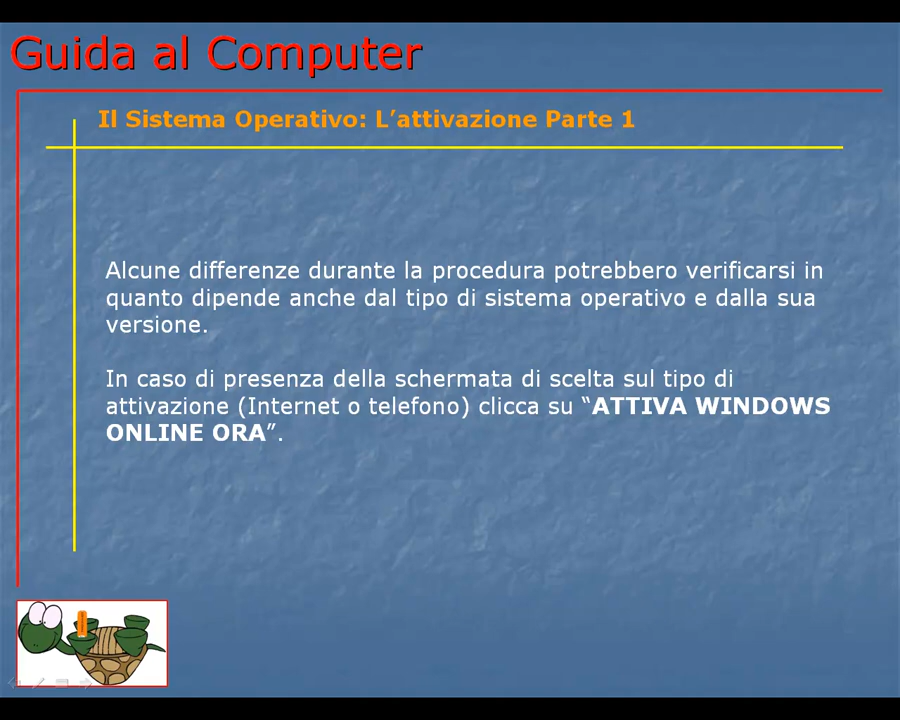 Guida al Computer
Il Sistema Operativo: L’attivazione Parte 1
Alcune differenze durante la procedura potrebbero verificarsi in
quanto dipende anche dal tipo di sistema operativo e dalla sua
versione.
In caso di presenza della schermata di scelta sul tipo di
attivazione (Internet o telefono) clicca su “ATTIVA WINDOWS
ONLINE ORA”.